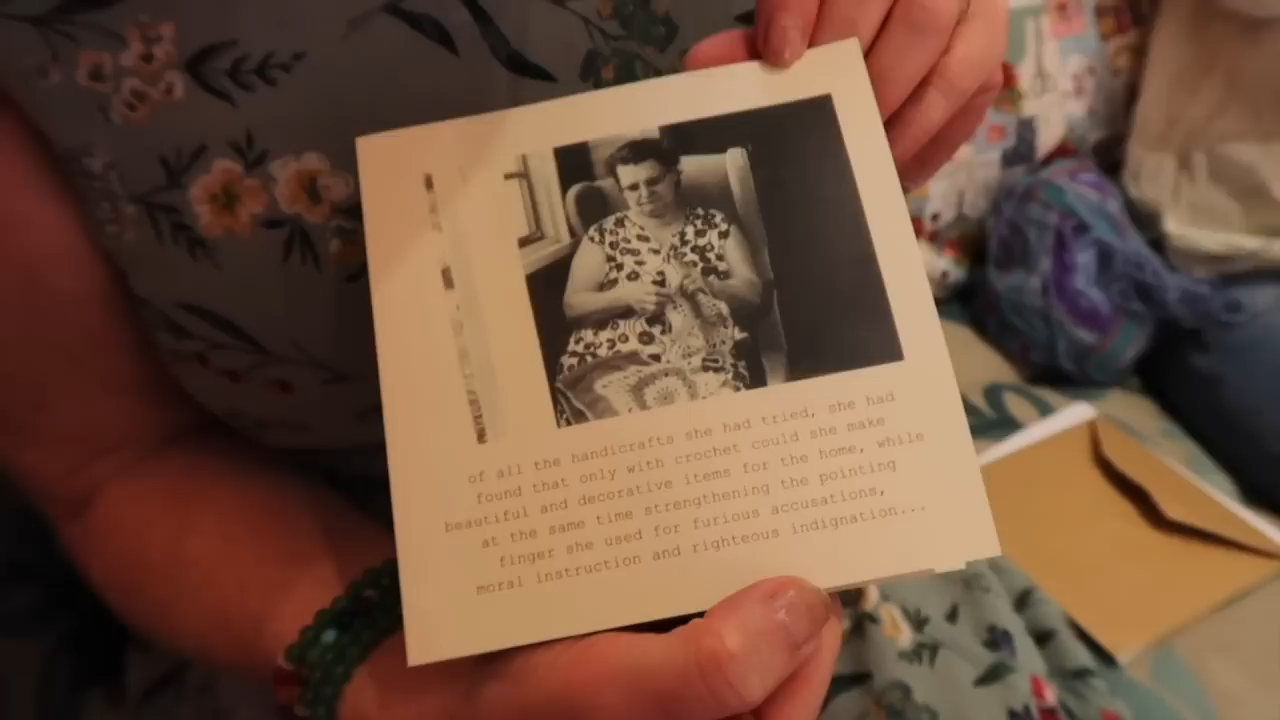 of all the handicrafts she had tried, she had
found that only with crochet could she make
beautiful and decorative items for the home, while
at the same time strengthening the pointing
finger she used for furious accusations,
moral instruction and righteous indignation...